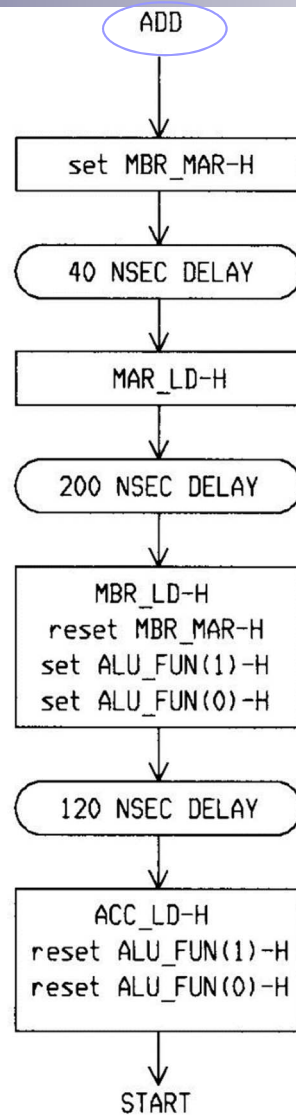 ADD
set MBR_MAR-H
40 NSEC DELAY
MAR_LD-H
200 NSEC DELAY
MBR_LD-H
reset MBR_MAR-H
set ALU_FUN(1)-H
set ALU_FUN(0)-H
120 NSEC DELAY
ACC_LD-H
reset ALU_FUN(1)-H
reset ALU_FUN(0)-H
START